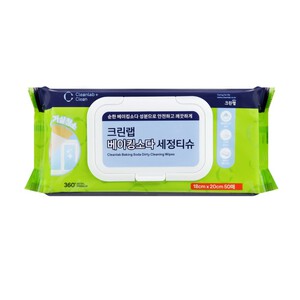 Cleanlab +
Clean
순한 베이킹소다 성분으로 안전하고 깨끗하게
크린랩
베이킹소다 세정티슈
Cleanlab Baking Soda Dirty Cleaning Wipes
360°
18cm x 20cm 50매